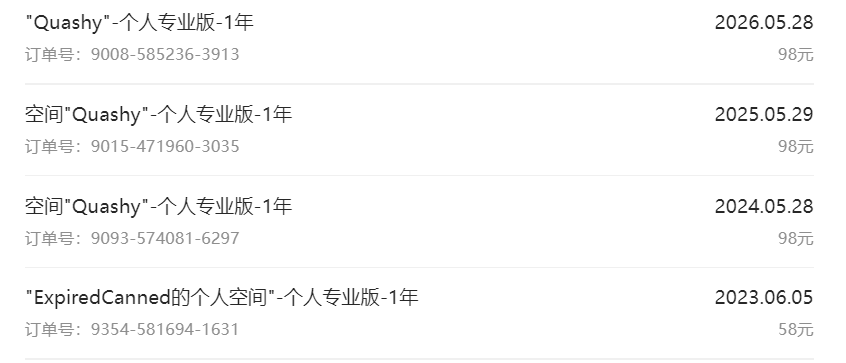 "Quashy"-个人专业版-1年 2026.05.28
订单号：9008-585236-3913 98元
空间"Quashy"-个人专业版-1年 2025.05.29
订单号：9015-471960-3035 98元
空间"Quashy"-个人专业版-1年 2024.05.28
订单号：9093-574081-6297 98元
"ExpiredCanned的个人空间"-个人专业版-1年 2023.06.05
订单号：9354-581694-1631 58元